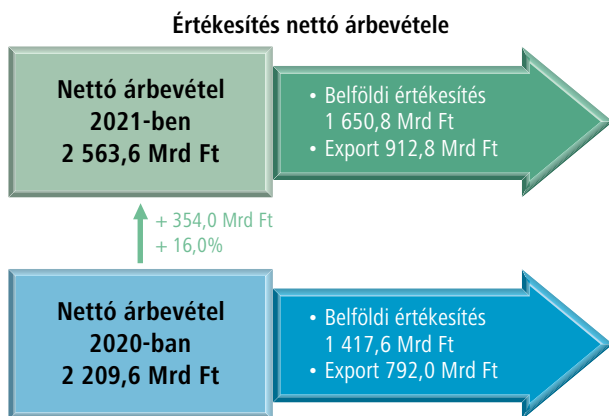 Értékesítés nettó árbevétele
Nettó árbevétel
2021-ben
2 563,6 Mrd Ft
• Belföldi értékesítés
1 650,8 Mrd Ft
• Export 912,8 Mrd Ft
+ 354,0 Mrd Ft
+ 16,0%
Nettó árbevétel
2020-ban
2 209,6 Mrd Ft
• Belföldi értékesítés
1 417,6 Mrd Ft
• Export 792,0 Mrd Ft